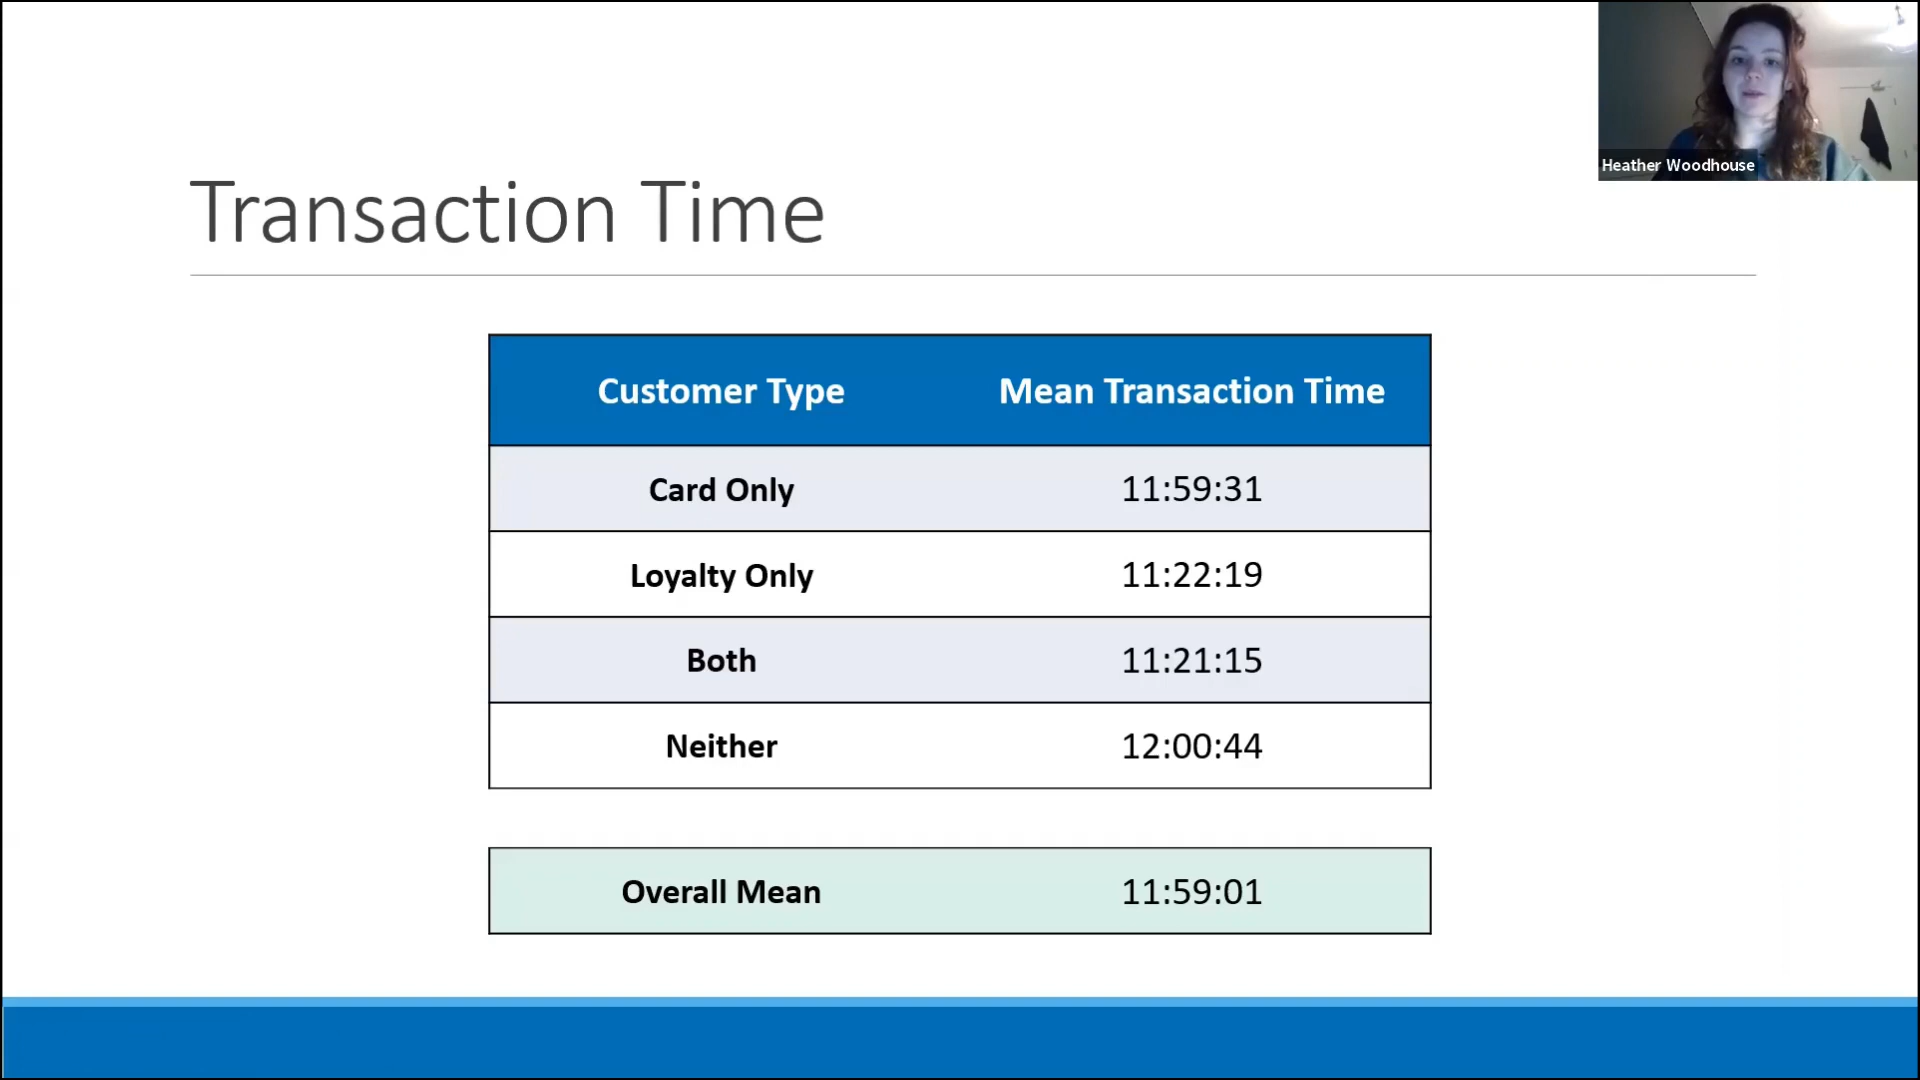 Heather Woodhouse
Transaction Time
Customer Type Mean Transaction Time
Card Only 11:59:31
Loyalty Only 11:22:19
Both 11:21:15
Neither 12:00:44
Overall Mean 11:59:01